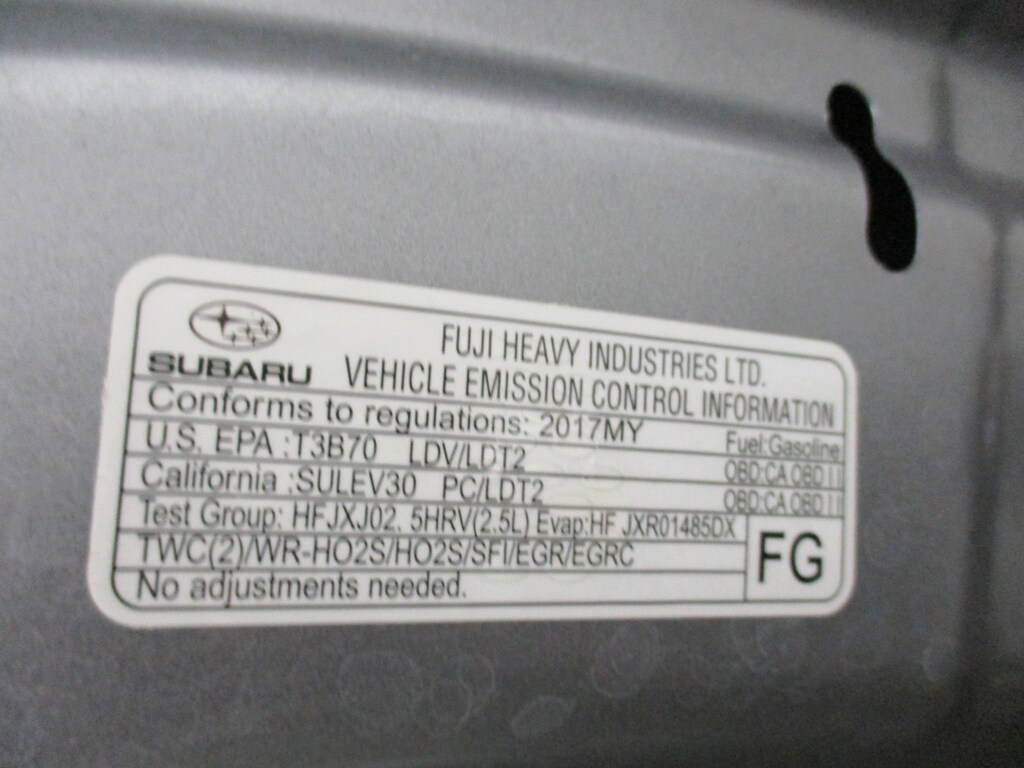 FUJI HEAVY INDUSTRIES LTD.
SUBARU VEHICLE EMISSION CONTROL INFORMATION
Conforms to regulations: 2017MY Fuel:Gasoline
U.S. EPA :T3B70 LDV/LDT2 OBD:CA OBD II
California :SULEV30 PC/LDT2 OBD:CA OBD II
Test Group: HFJXJ02. 5HRV(2.5L) Evap:HF JXR01485DX
TWC(2)/WR-HO2S/HO2S/SFI/EGR/EGRC
No adjustments needed.
FG